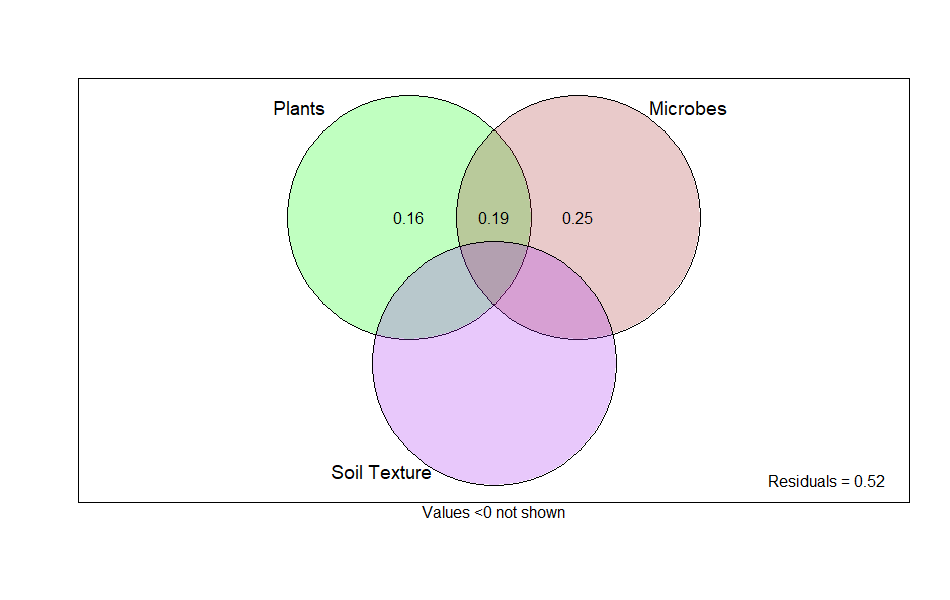 Plants
Microbes
0.16
0.19
0.25
Soil Texture
Residuals = 0.52
Values <0 not shown